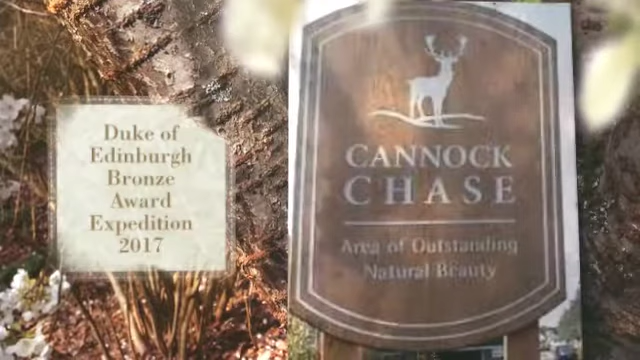 Duke of
Edinburgh
Bronze
Award
Expedition
2017
CANNOCK
CHASE
Area of Outstanding
Natural Beauty